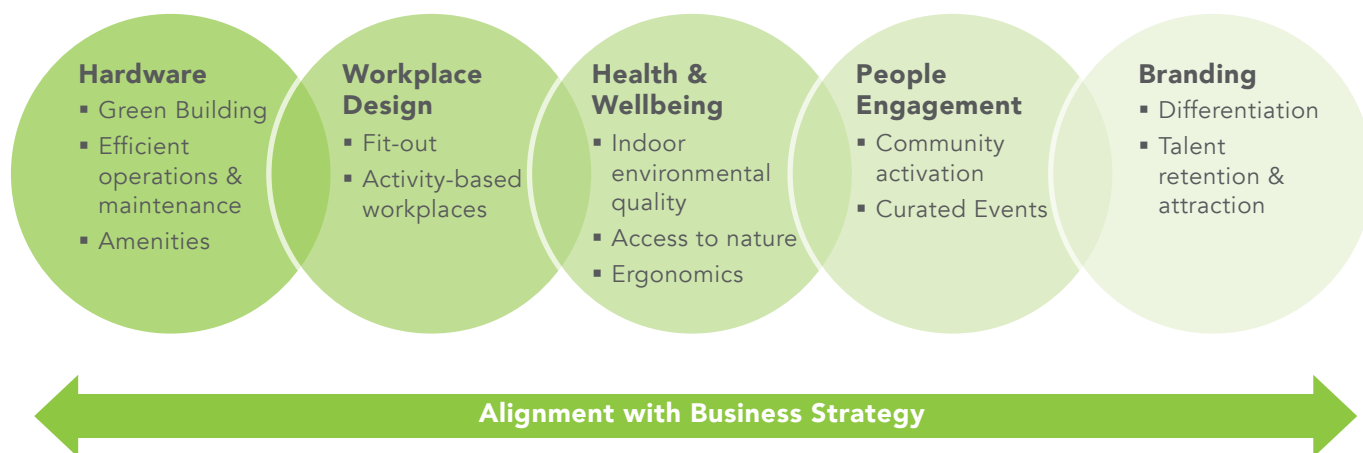 Hardware
▪ Green Building
▪ Efficient
operations &
maintenance
▪ Amenities
Workplace
Design
▪ Fit-out
▪ Activity-based
workplaces
Health &
Wellbeing
▪ Indoor
environmental
quality
▪ Access to nature
▪ Ergonomics
People
Engagement
▪ Community
activation
▪ Curated Events
Branding
▪ Differentiation
▪ Talent
retention &
attraction
Alignment with Business Strategy